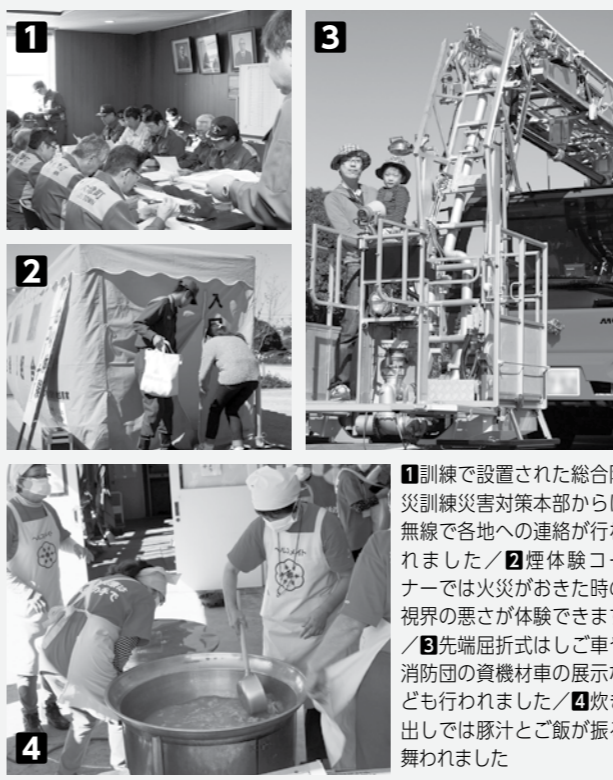 1
3
2
入
4
1訓練で設置された総合防
災訓練災害対策本部からは
無線で各地への連絡が行な
れました/2煙体験コー
ナーでは火災がおきた時の
視界の悪さが体験できます
/3先端屈折式はしご車や
消防団の資機材車の展示な
ども行われました/4炊き
出しでは豚汁とご飯が振る
舞われました